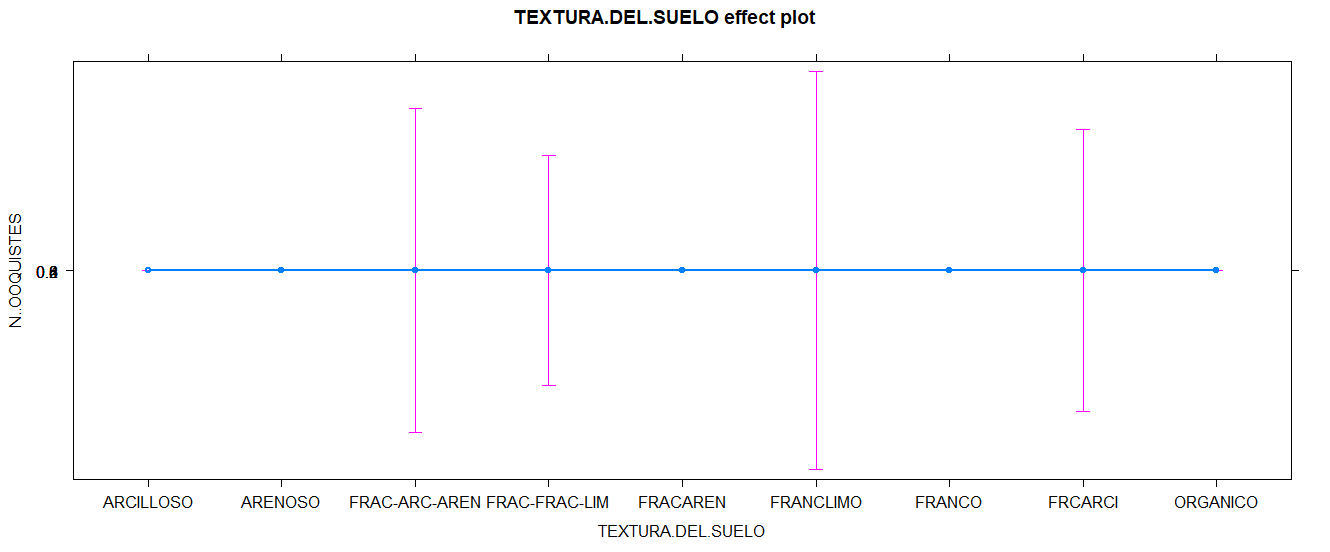 TEXTURA.DEL.SUELO effect plot
N..OOQUISTES
ARCILLOSO ARENOSO FRAC-ARC-AREN FRAC-FRAC-LIM FRACAREN FRANCLIMO FRANCO FRCARCI ORGANICO
TEXTURA.DEL.SUELO